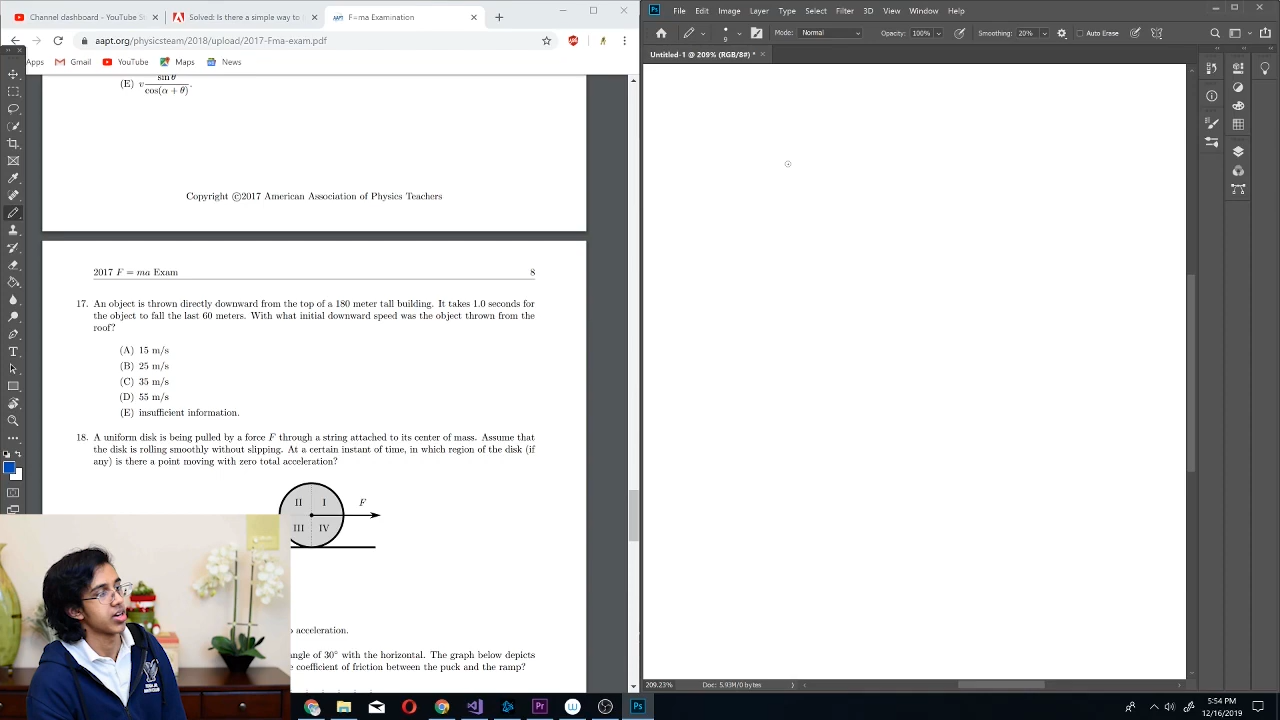 Channel dashboard - YouTube S
Solved: Is there a simple way to
F=ma Examination
aapt.org/physicsteam/2018/upload/2017-Fma-exam.pdf
Apps
Gmail
YouTube
Maps
News
File Edit Image Layer Type Select Filter 3D View Window Help
Mode: Normal Opacity: 100% Smoothing: 20% Auto Erase
9
Untitled-1 @ 209% (RGB/8#) *
(E) v sin θ / cos(α + θ).
Copyright ©2017 American Association of Physics Teachers
2017 F = ma Exam 8
17. An object is thrown directly downward from the top of a 180 meter tall building. It takes 1.0 seconds for
the object to fall the last 60 meters. With what initial downward speed was the object thrown from the
roof?
(A) 15 m/s
(B) 25 m/s
(C) 35 m/s
(D) 55 m/s
(E) insufficient information.
18. A uniform disk is being pulled by a force F through a string attached to its center of mass. Assume that
the disk is rolling smoothly without slipping. At a certain instant of time, in which region of the disk (if
any) is there a point moving with zero total acceleration?
II I F
III IV
acceleration.
angle of 30° with the horizontal. The graph below depicts
coefficient of friction between the puck and the ramp?
209.23% Doc: 5.93M/0 bytes
5:54 PM
12/16/2019